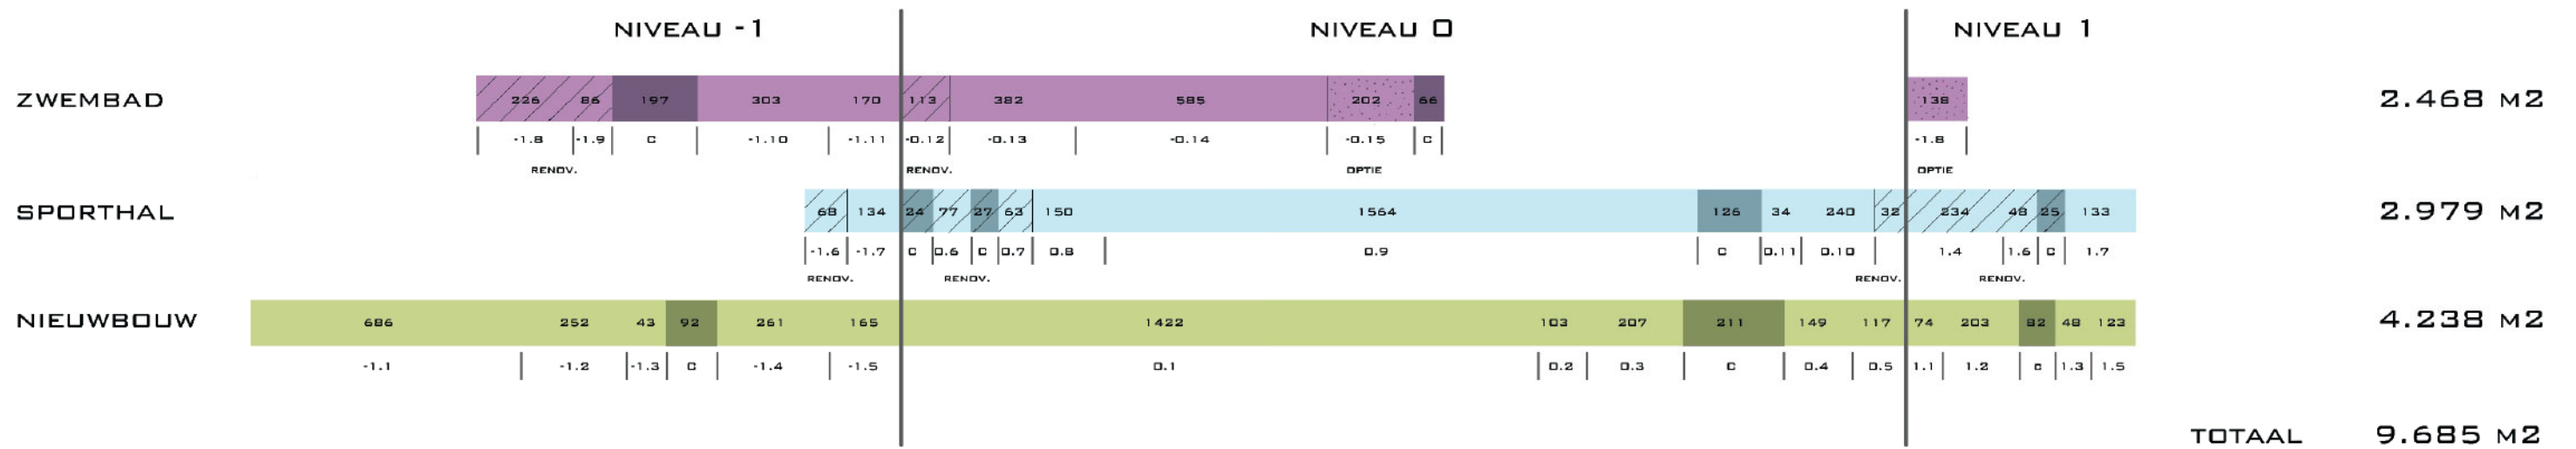 NIVEAU -1 NIVEAU 0 NIVEAU 1
ZWEMBAD 226 86 197 303 170 113 382 585 202 66 138 2.468 M2
-1.8 -1.9 C -1.10 -1.11 -0.12 -0.13 -0.14 -0.15 C -1.8
RENOV. RENOV. OPTIE OPTIE
SPORTHAL 68 134 24 77 27 63 150 1564 126 34 240 32 234 48 25 133 2.979 M2
-1.6 -1.7 C 0.6 C 0.7 0.8 0.9 C 0.11 0.10 1.4 1.6 C 1.7
RENOV. RENOV. RENOV. RENOV.
NIEUWBOUW 686 252 43 92 261 165 1422 103 207 211 149 117 74 203 82 48 123 4.238 M2
-1.1 -1.2 -1.3 C -1.4 -1.5 0.1 0.2 0.3 C 0.4 0.5 1.1 1.2 C 1.3 1.5
TOTAAL 9.685 M2